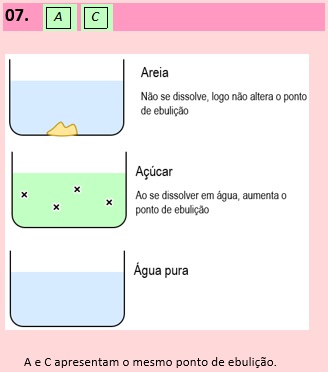 07. A C
Areia
Não se dissolve, logo não altera o ponto
de ebulição
Açúcar
Ao se dissolver em água, aumenta o
ponto de ebulição
Água pura
A e C apresentam o mesmo ponto de ebulição.